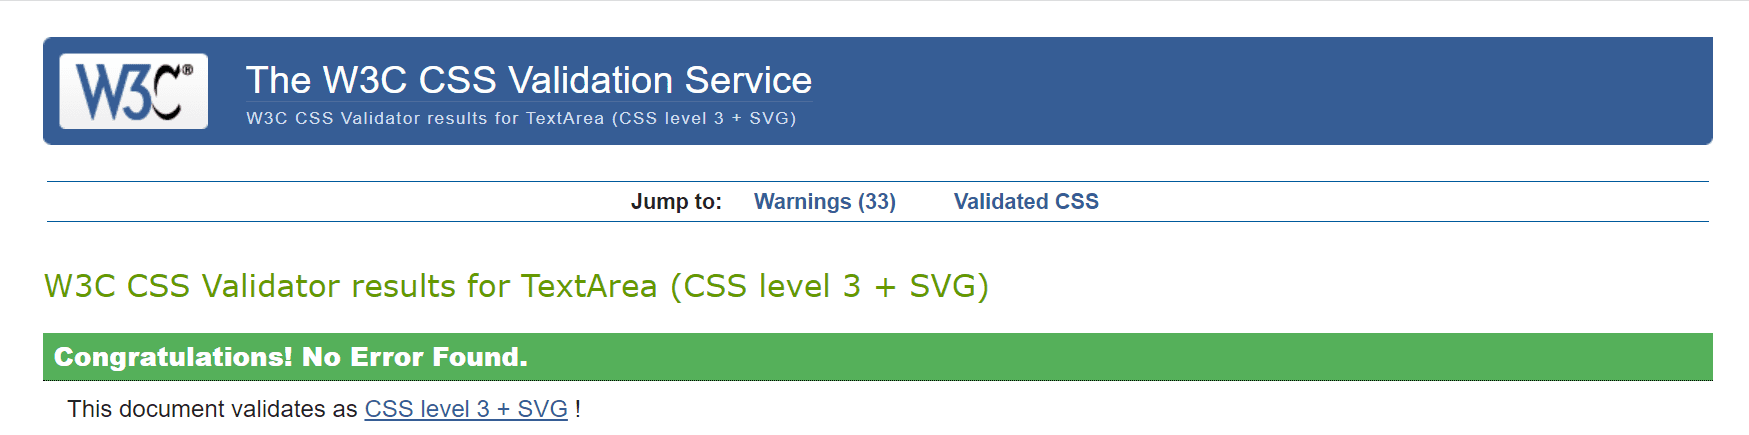 W3C®
The W3C CSS Validation Service
W3C CSS Validator results for TextArea (CSS level 3 + SVG)
Jump to: Warnings (33) Validated CSS
W3C CSS Validator results for TextArea (CSS level 3 + SVG)
Congratulations! No Error Found.
This document validates as CSS level 3 + SVG !